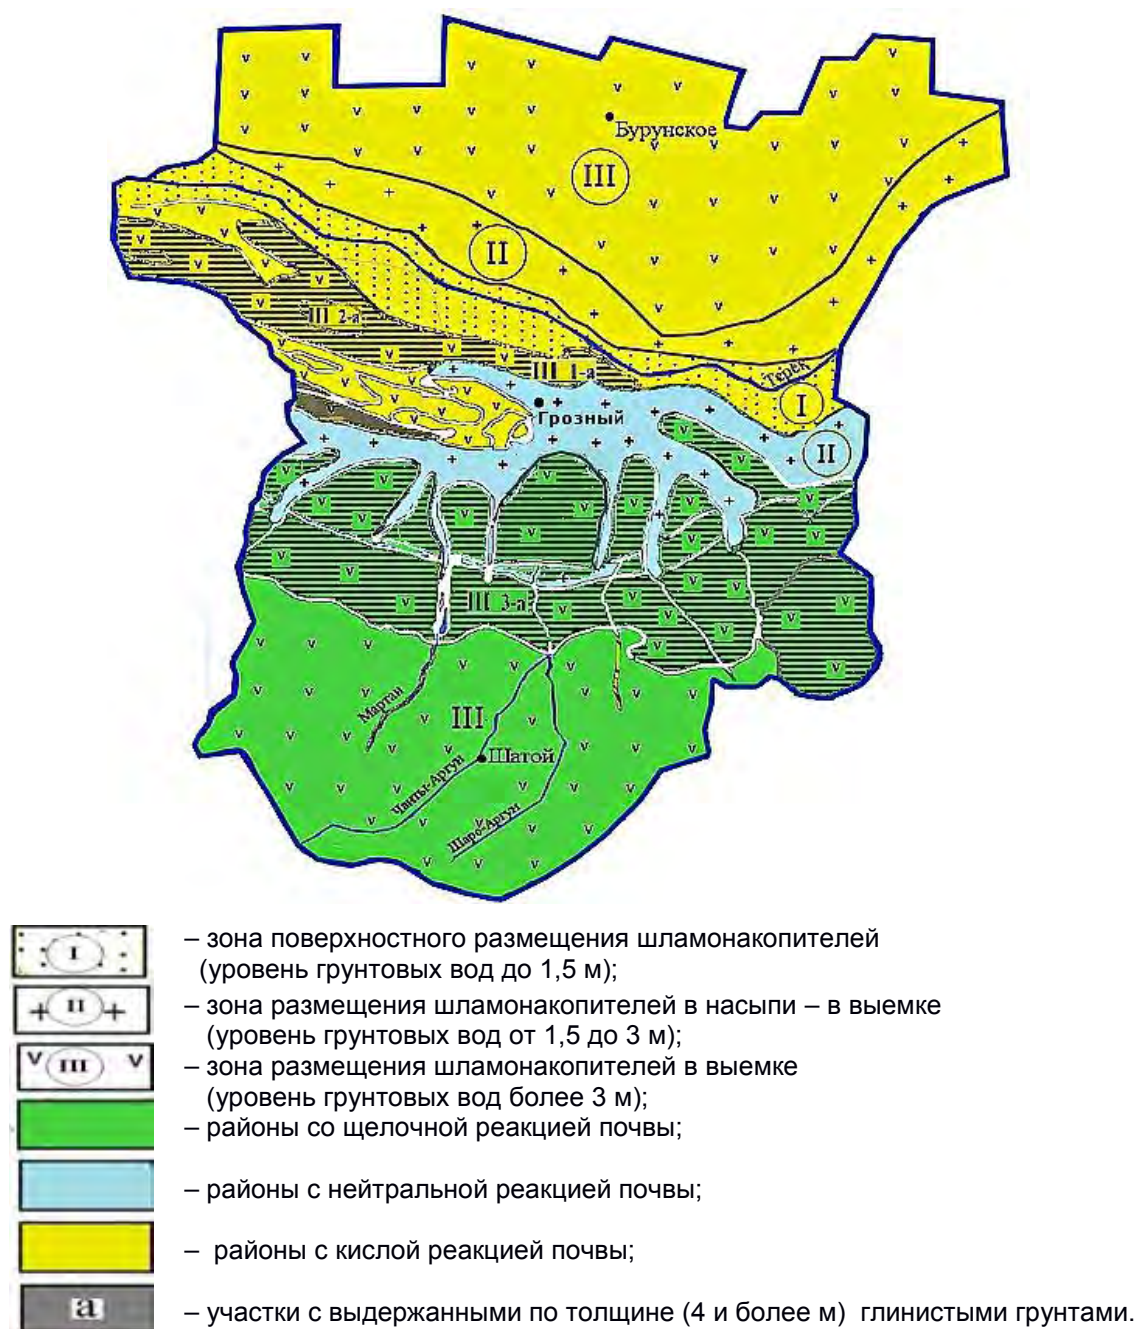 Бурунское
III
II
III 2-а
III 1-а
Терек
I
Грозный
II
III 3-а
Мартан
III
Шатой
Чанты-Аргун
Шаро-Аргун
I
– зона поверхностного размещения шламонакопителей
(уровень грунтовых вод до 1,5 м);
+ II +
– зона размещения шламонакопителей в насыпи – в выемке
(уровень грунтовых вод от 1,5 до 3 м);
v III v
– зона размещения шламонакопителей в выемке
(уровень грунтовых вод более 3 м);
– районы со щелочной реакцией почвы;
– районы с нейтральной реакцией почвы;
– районы с кислой реакцией почвы;
а
– участки с выдержанными по толщине (4 и более м) глинистыми грунтами.